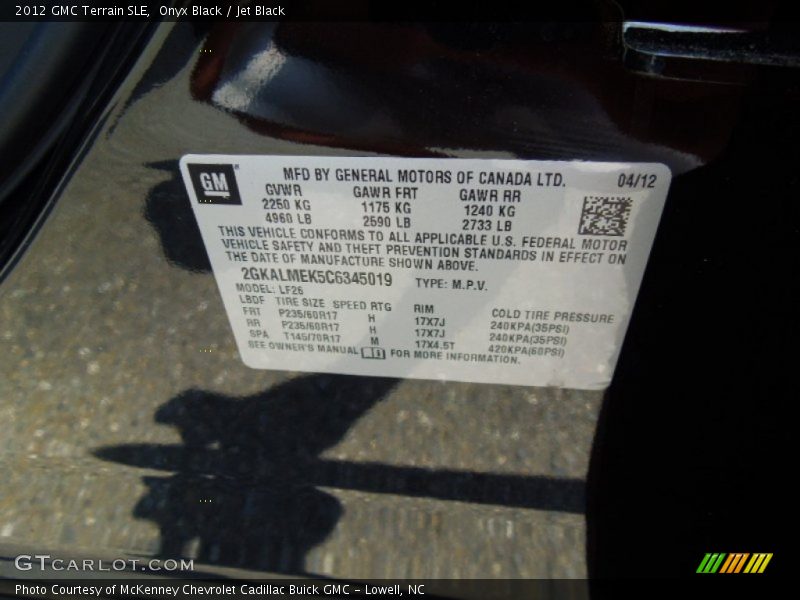 2012 GMC Terrain SLE, Onyx Black / Jet Black
GM
MFD BY GENERAL MOTORS OF CANADA LTD. 04/12
GVWR GAWR FRT GAWR RR
2250 KG 1175 KG 1240 KG
4960 LB 2590 LB 2733 LB
THIS VEHICLE CONFORMS TO ALL APPLICABLE U.S. FEDERAL MOTOR
VEHICLE SAFETY AND THEFT PREVENTION STANDARDS IN EFFECT ON
THE DATE OF MANUFACTURE SHOWN ABOVE.
2GKALMEK5C6345019 TYPE: M.P.V.
MODEL: LF26
LBDF TIRE SIZE SPEED RTG RIM COLD TIRE PRESSURE
FRT P235/60R17 H 17X7J 240KPA(35PSI)
RR P235/60R17 H 17X7J 240KPA(35PSI)
SPA T145/70R17 M 17X4.5T 420KPA(60PSI)
SEE OWNER'S MANUAL FOR MORE INFORMATION.
GTCARLOT.COM
Photo Courtesy of McKenney Chevrolet Cadillac Buick GMC - Lowell, NC